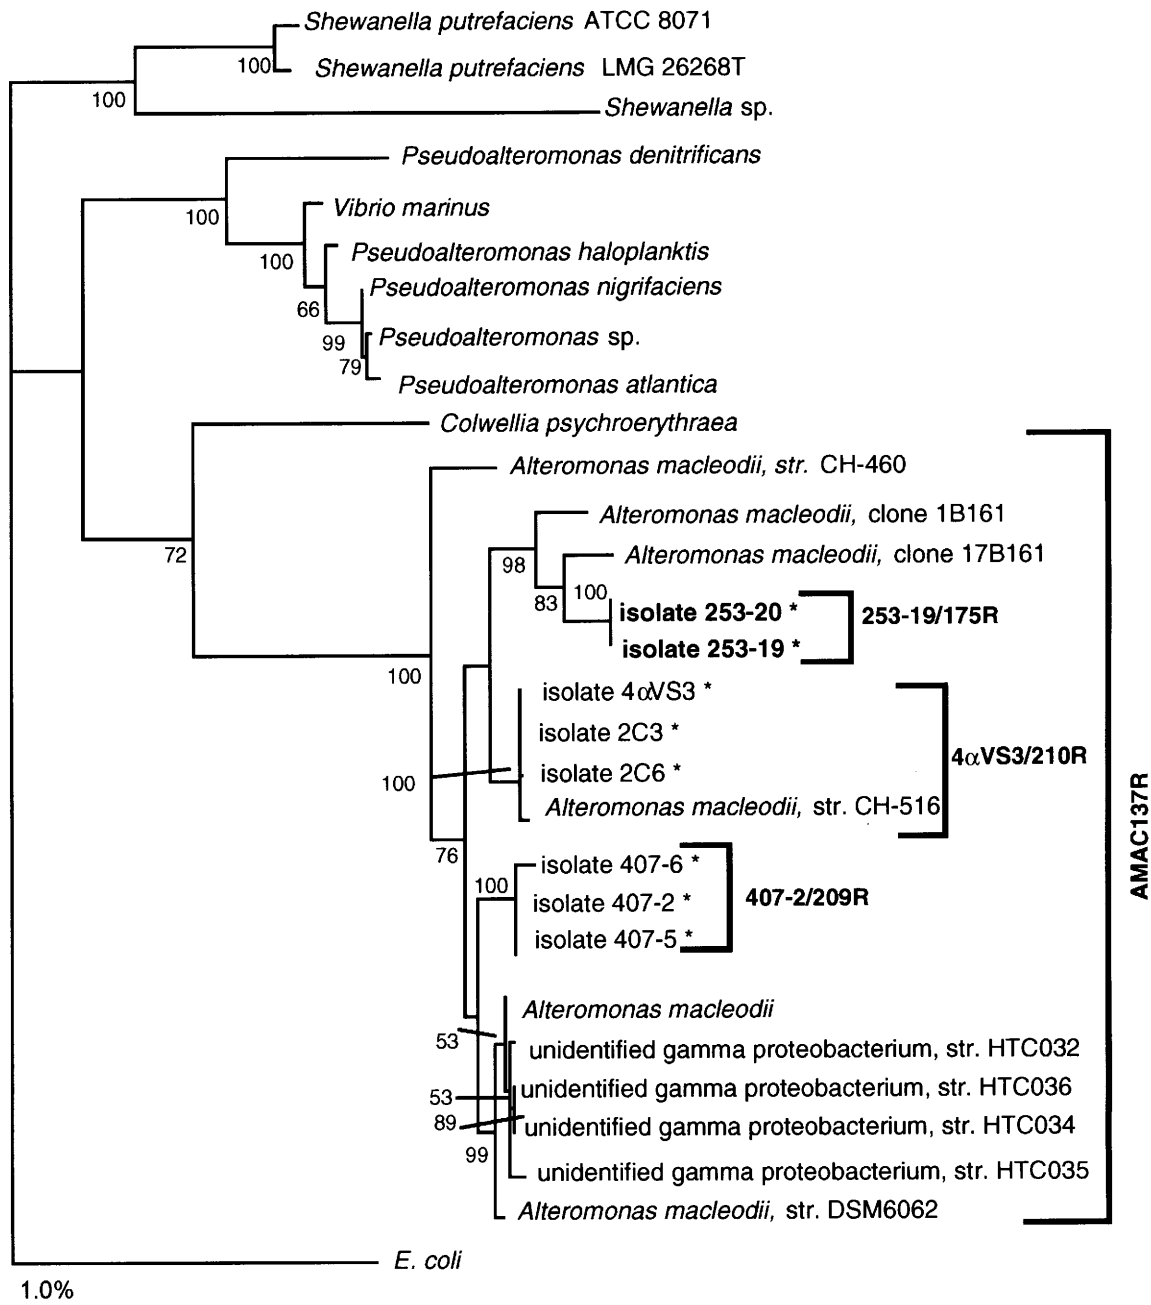 Shewanella putrefaciens ATCC 8071
100
Shewanella putrefaciens LMG 26268T
100
Shewanella sp.
Pseudoalteromonas denitrificans
Vibrio marinus
100
Pseudoalteromonas haloplanktis
100
Pseudoalteromonas nigrifaciens
66
Pseudoalteromonas sp.
99
79
Pseudoalteromonas atlantica
Colwellia psychroerythraea
Alteromonas macleodii, str. CH-460
Alteromonas macleodii, clone 1B161
72
Alteromonas macleodii, clone 17B161
98
100
83
isolate 253-20 *
253-19/175R
isolate 253-19 *
100
isolate 4αVS3 *
isolate 2C3 *
4αVS3/210R
isolate 2C6 *
100
Alteromonas macleodii, str. CH-516
AMAC137R
76
isolate 407-6 *
100
407-2/209R
isolate 407-2 *
isolate 407-5 *
Alteromonas macleodii
53
unidentified gamma proteobacterium, str. HTC032
unidentified gamma proteobacterium, str. HTC036
53
89
unidentified gamma proteobacterium, str. HTC034
99
unidentified gamma proteobacterium, str. HTC035
Alteromonas macleodii, str. DSM6062
E. coli
1.0%